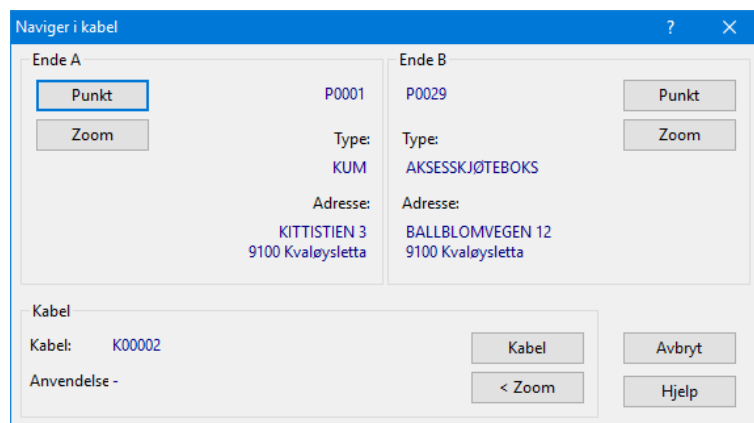 Naviger i kabel ? ×
Ende A
Punkt P0001
Zoom
Type:
KUM
Adresse:
KITTISTIEN 3
9100 Kvaløysletta
Ende B
P0029 Punkt
Zoom
Type:
AKSESSKJØTEBOKS
Adresse:
BALLBLOMVEGEN 12
9100 Kvaløysletta
Kabel
Kabel: K00002 Kabel
Anvendelse - < Zoom
Avbryt
Hjelp